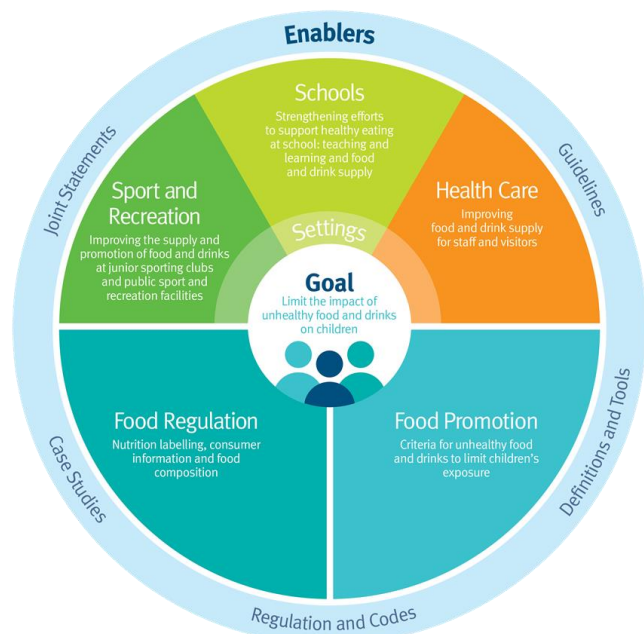 Enablers
Schools
Strengthening efforts
to support healthy eating
at school: teaching and
learning and food
and drink supply
Joint Statements
Guidelines
Sport and
Recreation
Improving the supply and
promotion of food and drinks
at junior sporting clubs
and public sport and
recreation facilities
Health Care
Improving
food and drink supply
for staff and visitors
Settings
Goal
Limit the impact of
unhealthy food and drinks
on children
Food Regulation
Nutrition labelling, consumer
information and food
composition
Food Promotion
Criteria for unhealthy food
and drinks to limit children's
exposure
Case Studies
Definitions and Tools
Regulation and Codes